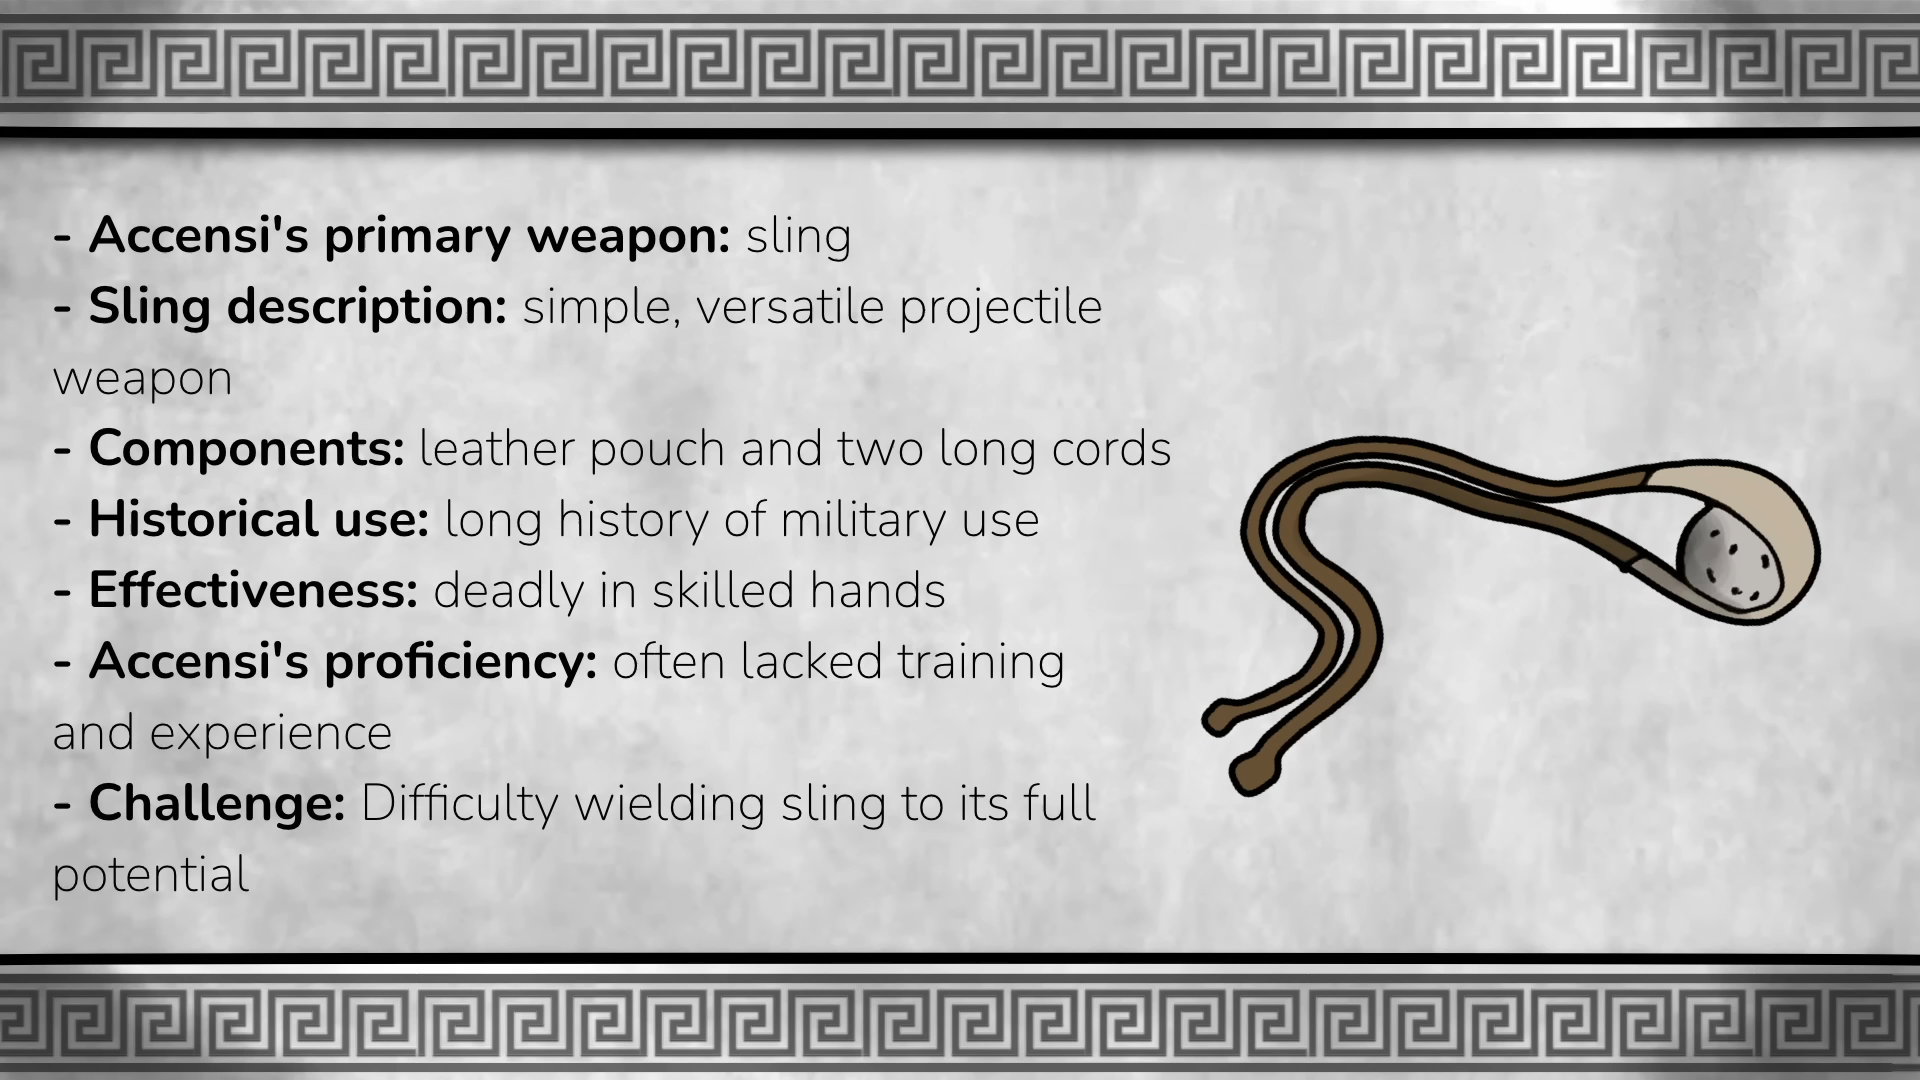 - Accensi's primary weapon: sling
- Sling description: simple, versatile projectile
weapon
- Components: leather pouch and two long cords
- Historical use: long history of military use
- Effectiveness: deadly in skilled hands
- Accensi's proficiency: often lacked training
and experience
- Challenge: Difficulty wielding sling to its full
potential